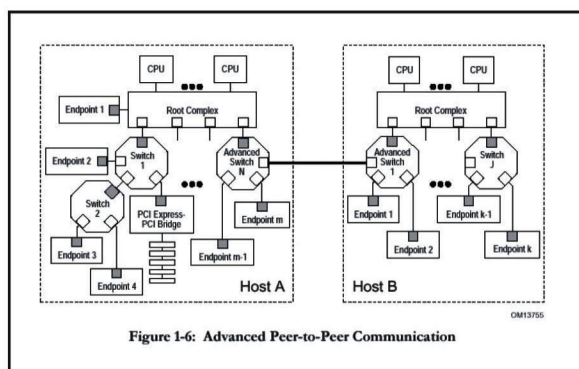 CPU
CPU
Root Complex
Endpoint 1
Endpoint 2
Switch
1
Advanced
Switch
N
Switch
2
PCI Express-
PCI Bridge
Endpoint m
Endpoint 3
Endpoint 4
Endpoint m-1
Host A
CPU
CPU
Root Complex
Advanced
Switch
1
Switch
J
Endpoint 1
Endpoint k-1
Endpoint 2
Endpoint k
Host B
OM13755
Figure 1-6: Advanced Peer-to-Peer Communication